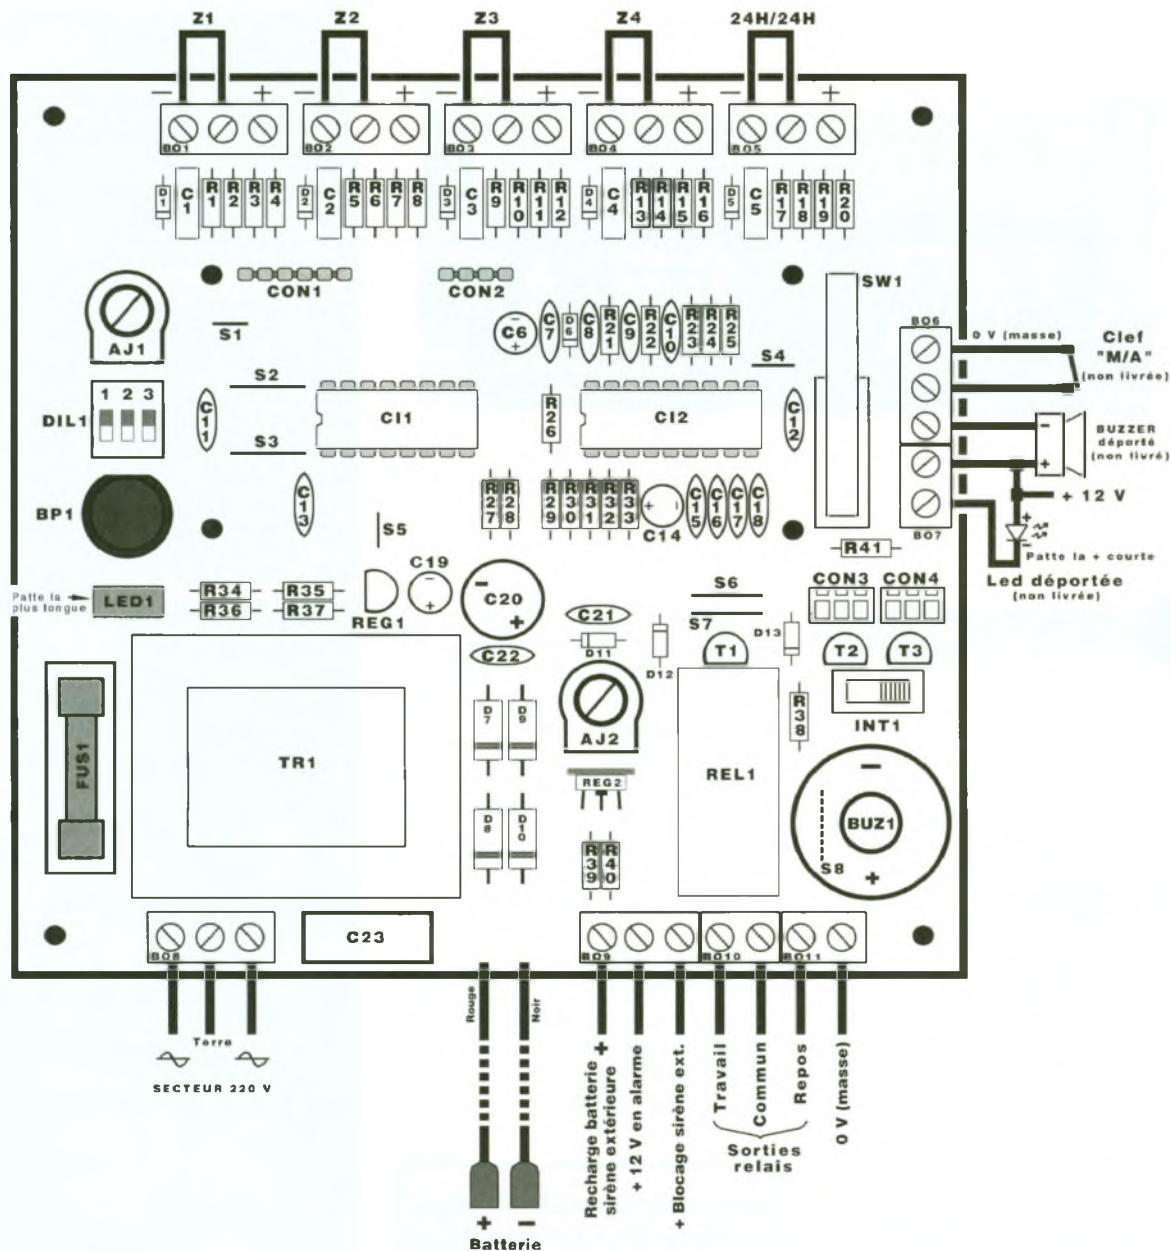 Z1 Z2 Z3 Z4 24H/24H
− + − + − + − + − +
BO1 BO2 BO3 BO4 BO5
D1 C1 R1 R2 R3 R4 D2 C2 R5 R6 R7 R8 D3 C3 R9 R10 R11 R12 D4 C4 R13 R14 R15 R16 D5 C5 R17 R18 R19 R20
CON1 CON2 SW1
AJ1 S1 C6 − + C7 D6 C8 R21 C9 R22 C10 R23 R24 R25 S4
BO6 0 V (masse) Clef
"M/A"
(non livrée)
DIL1 1 2 3 C11 S2 S3 CI1 R26 CI2 C12
− + BUZZER
déporté
(non livré)
+ 12 V
BP1 C13 S5 R27 R28 R29 R30 R31 R32 R33 + C14 C15 C16 C17 C18
BO7 + −
Patte la + courte
Led déportée
(non livrée)
R41
Patte la
plus longue
LED1 R34 R35 R36 R37 REG1 C19 − + − C20 + C21 S6 S7 CON3 CON4
C22 D11 D12 T1 D13 T2 T3
FUS1 TR1 D7 D9 AJ2 REL1 R38 INT1
REG2
D8 D10 R39 R40 − BUZ1 S8 +
BO8 C23 BO9 BO10 BO11
Terre
SECTEUR 220 V
Rouge
Noir
+ −
Batterie
Recharge batterie +
sirène extérieure
+ 12 V en alarme
+ Blocage sirène ext.
Travail
Commun
Repos
0 V (masse)
Sorties
relais